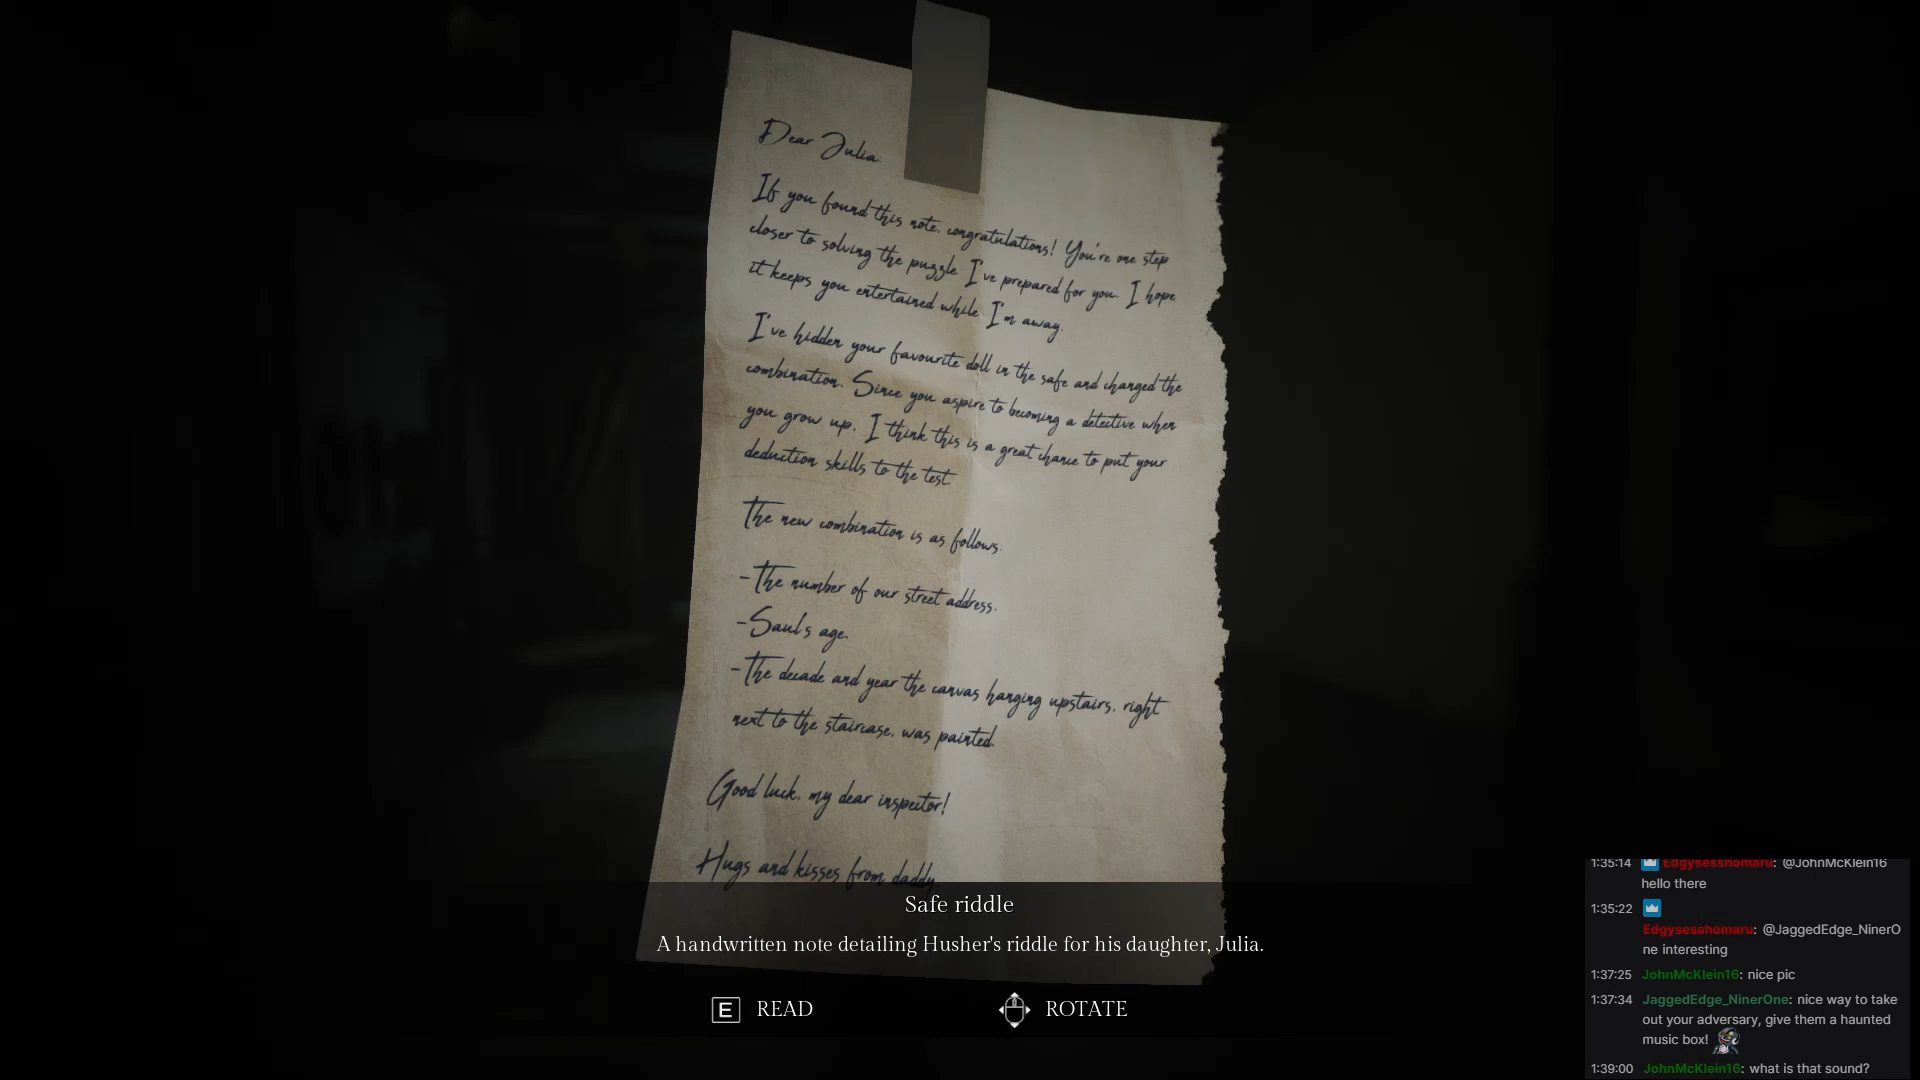 Dear Julia
If you found this note, congratulations! You're one step
closer to solving the puzzle I've prepared for you. I hope
it keeps you entertained while I'm away.
I've hidden your favourite doll in the safe and changed the
combination. Since you aspire to becoming a detective when
you grow up, I think this is a great chance to put your
deduction skills to the test.
The new combination is as follows:
-The number of our street address.
-Saul's age.
-The decade and year the canvas hanging upstairs, right
next to the staircase, was painted.
Good luck, my dear inspector!
Hugs and kisses from daddy.
Safe riddle
A handwritten note detailing Husher's riddle for his daughter, Julia.
E READ
ROTATE
1:35:14 Edgysesshomaru: @JohnMcKlein16
hello there
1:35:22
Edgysesshomaru: @JaggedEdge_NinerO
ne interesting
1:37:25 JohnMcKlein16: nice pic
1:37:34 JaggedEdge_NinerOne: nice way to take
out your adversary, give them a haunted
music box!
1:39:00 JohnMcKlein16: what is that sound?